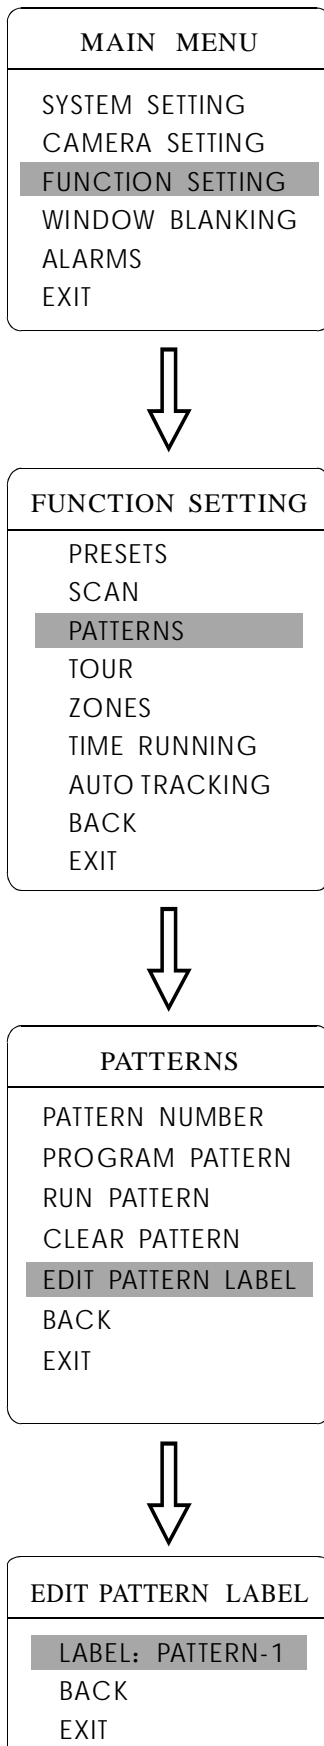 MAIN MENU
SYSTEM SETTING
CAMERA SETTING
FUNCTION SETTING
WINDOW BLANKING
ALARMS
EXIT
FUNCTION SETTING
PRESETS
SCAN
PATTERNS
TOUR
ZONES
TIME RUNNING
AUTO TRACKING
BACK
EXIT
PATTERNS
PATTERN NUMBER
PROGRAM PATTERN
RUN PATTERN
CLEAR PATTERN
EDIT PATTERN LABEL
BACK
EXIT
EDIT PATTERN LABEL
LABEL：PATTERN-1
BACK
EXIT